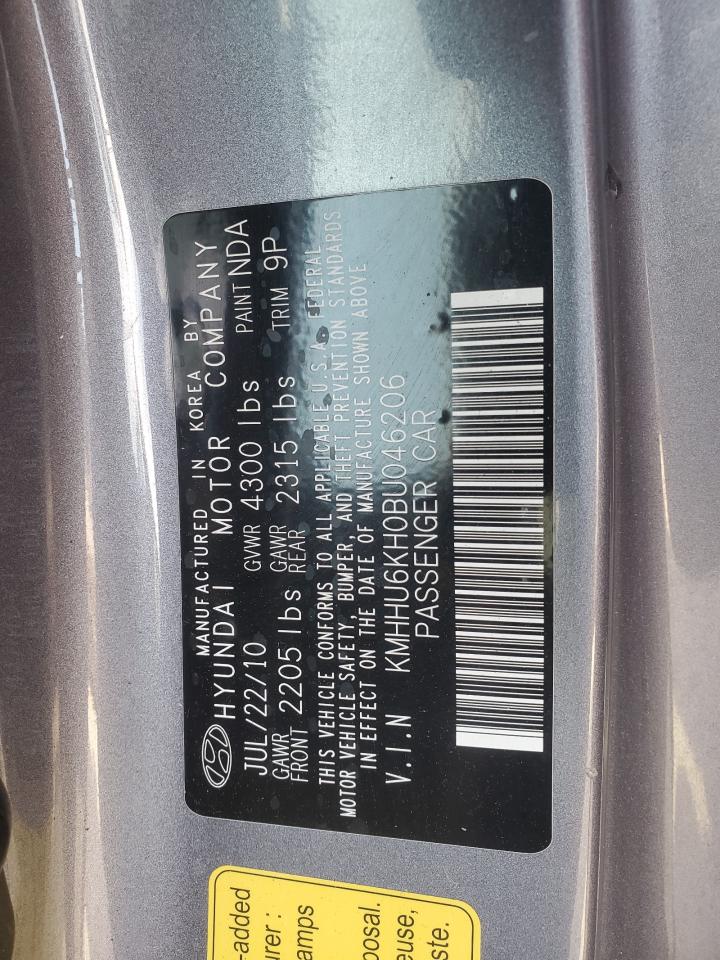 MANUFACTURED IN KOREA BY
HYUNDAI MOTOR COMPANY
JUL/22/10 GVWR 4300 lbs PAINT NDA
GAWR FRONT 2205 lbs GAWR REAR 2315 lbs TRIM 9P
THIS VEHICLE CONFORMS TO ALL APPLICABLE U.S.A. FEDERAL
MOTOR VEHICLE SAFETY, BUMPER, AND THEFT PREVENTION STANDARDS
IN EFFECT ON THE DATE OF MANUFACTURE SHOWN ABOVE
V.I.N KMHHU6KH0BU046206
PASSENGER CAR
-added
urer :
amps
posal.
euse,
ste.